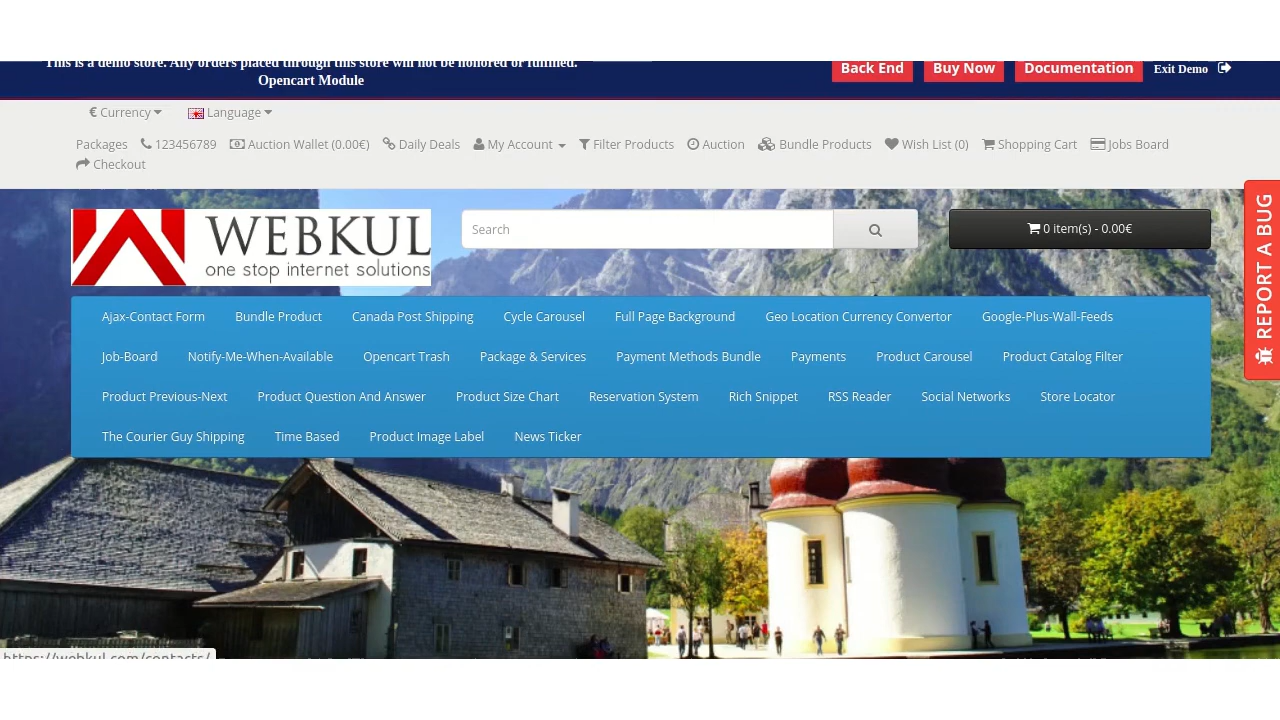 This is a demo store. Any orders placed through this store will not be honored or fulfilled.
Opencart Module
Back End Buy Now Documentation Exit Demo
€ Currency Language
Packages 123456789 Auction Wallet (0.00€) Daily Deals My Account Filter Products Auction Bundle Products Wish List (0) Shopping Cart Jobs Board
Checkout
WEBKUL
one stop internet solutions
Search
0 item(s) - 0.00€
REPORT A BUG
Ajax-Contact Form Bundle Product Canada Post Shipping Cycle Carousel Full Page Background Geo Location Currency Convertor Google-Plus-Wall-Feeds
Job-Board Notify-Me-When-Available Opencart Trash Package & Services Payment Methods Bundle Payments Product Carousel Product Catalog Filter
Product Previous-Next Product Question And Answer Product Size Chart Reservation System Rich Snippet RSS Reader Social Networks Store Locator
The Courier Guy Shipping Time Based Product Image Label News Ticker
https://webkul.com/contacts/